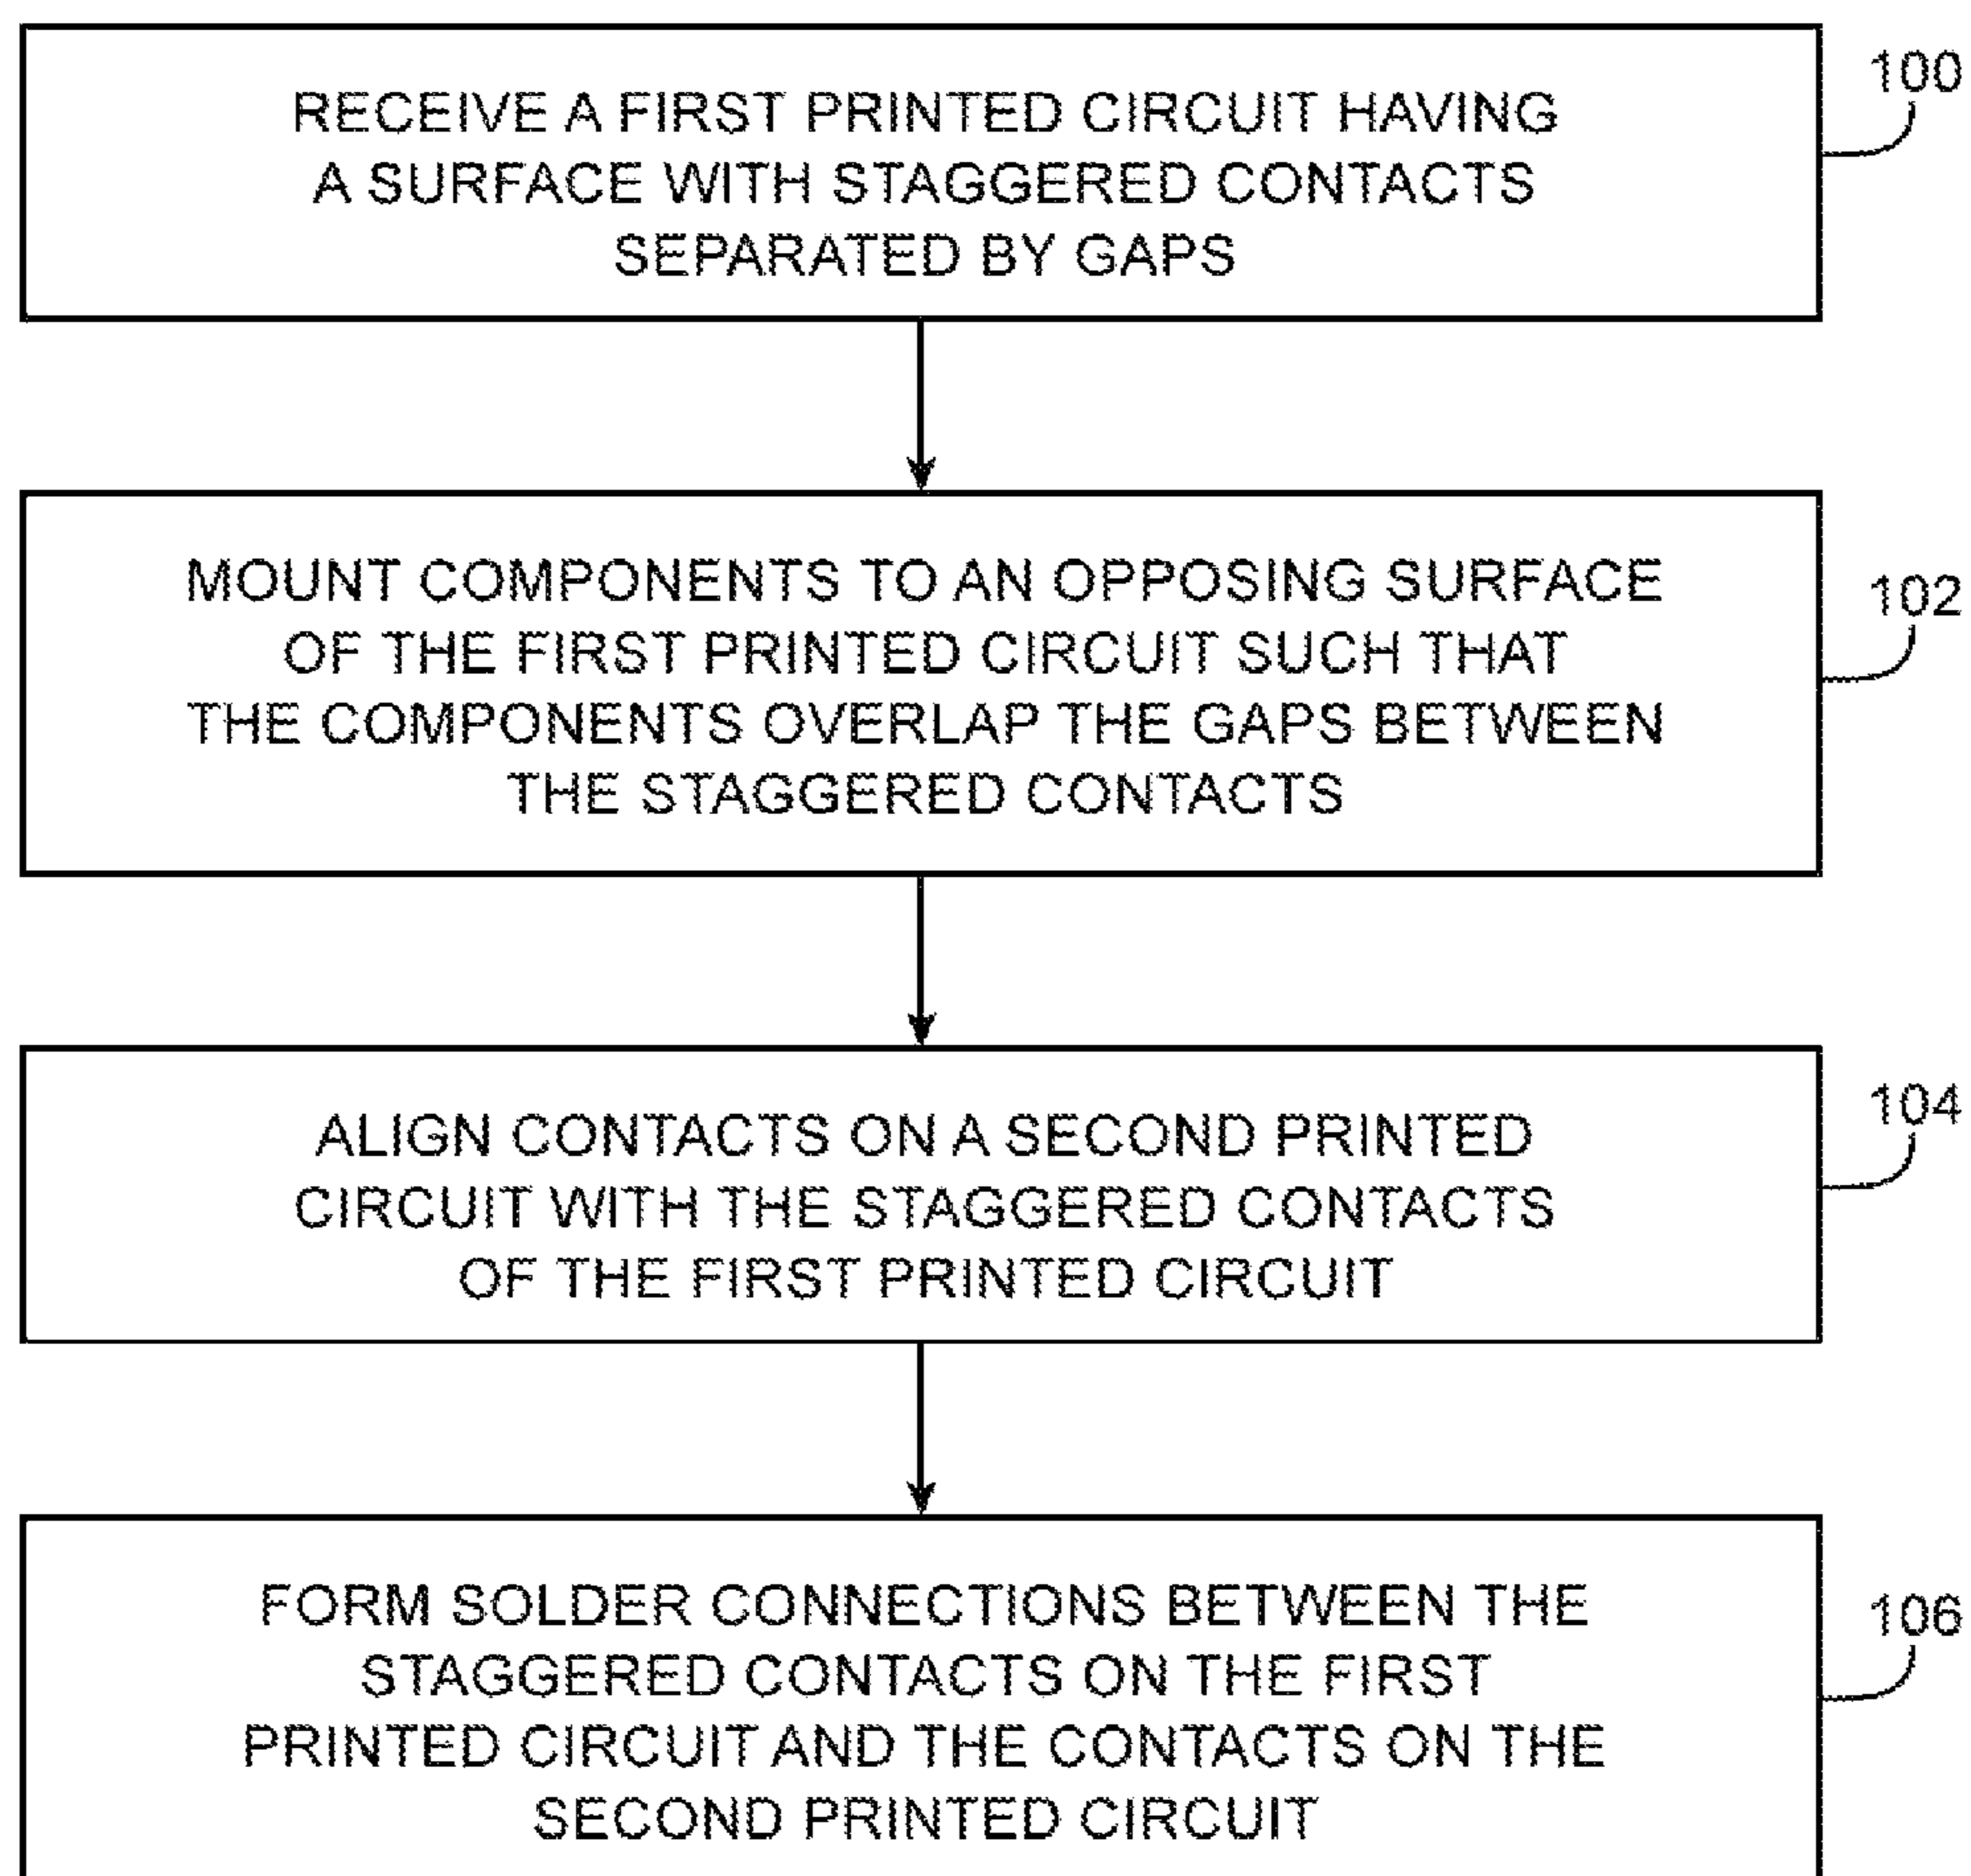 RECEIVE A FIRST PRINTED CIRCUIT HAVING
A SURFACE WITH STAGGERED CONTACTS
SEPARATED BY GAPS
100
MOUNT COMPONENTS TO AN OPPOSING SURFACE
OF THE FIRST PRINTED CIRCUIT SUCH THAT
THE COMPONENTS OVERLAP THE GAPS BETWEEN
THE STAGGERED CONTACTS
102
ALIGN CONTACTS ON A SECOND PRINTED
CIRCUIT WITH THE STAGGERED CONTACTS
OF THE FIRST PRINTED CIRCUIT
104
FORM SOLDER CONNECTIONS BETWEEN THE
STAGGERED CONTACTS ON THE FIRST
PRINTED CIRCUIT AND THE CONTACTS ON THE
SECOND PRINTED CIRCUIT
106